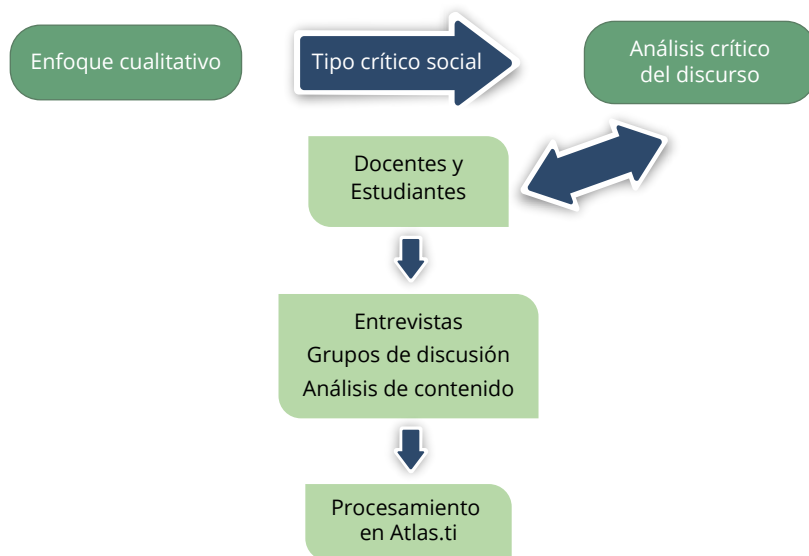 Enfoque cualitativo
Tipo crítico social
Análisis crítico
del discurso
Docentes y
Estudiantes
Entrevistas
Grupos de discusión
Análisis de contenido
Procesamiento
en Atlas.ti